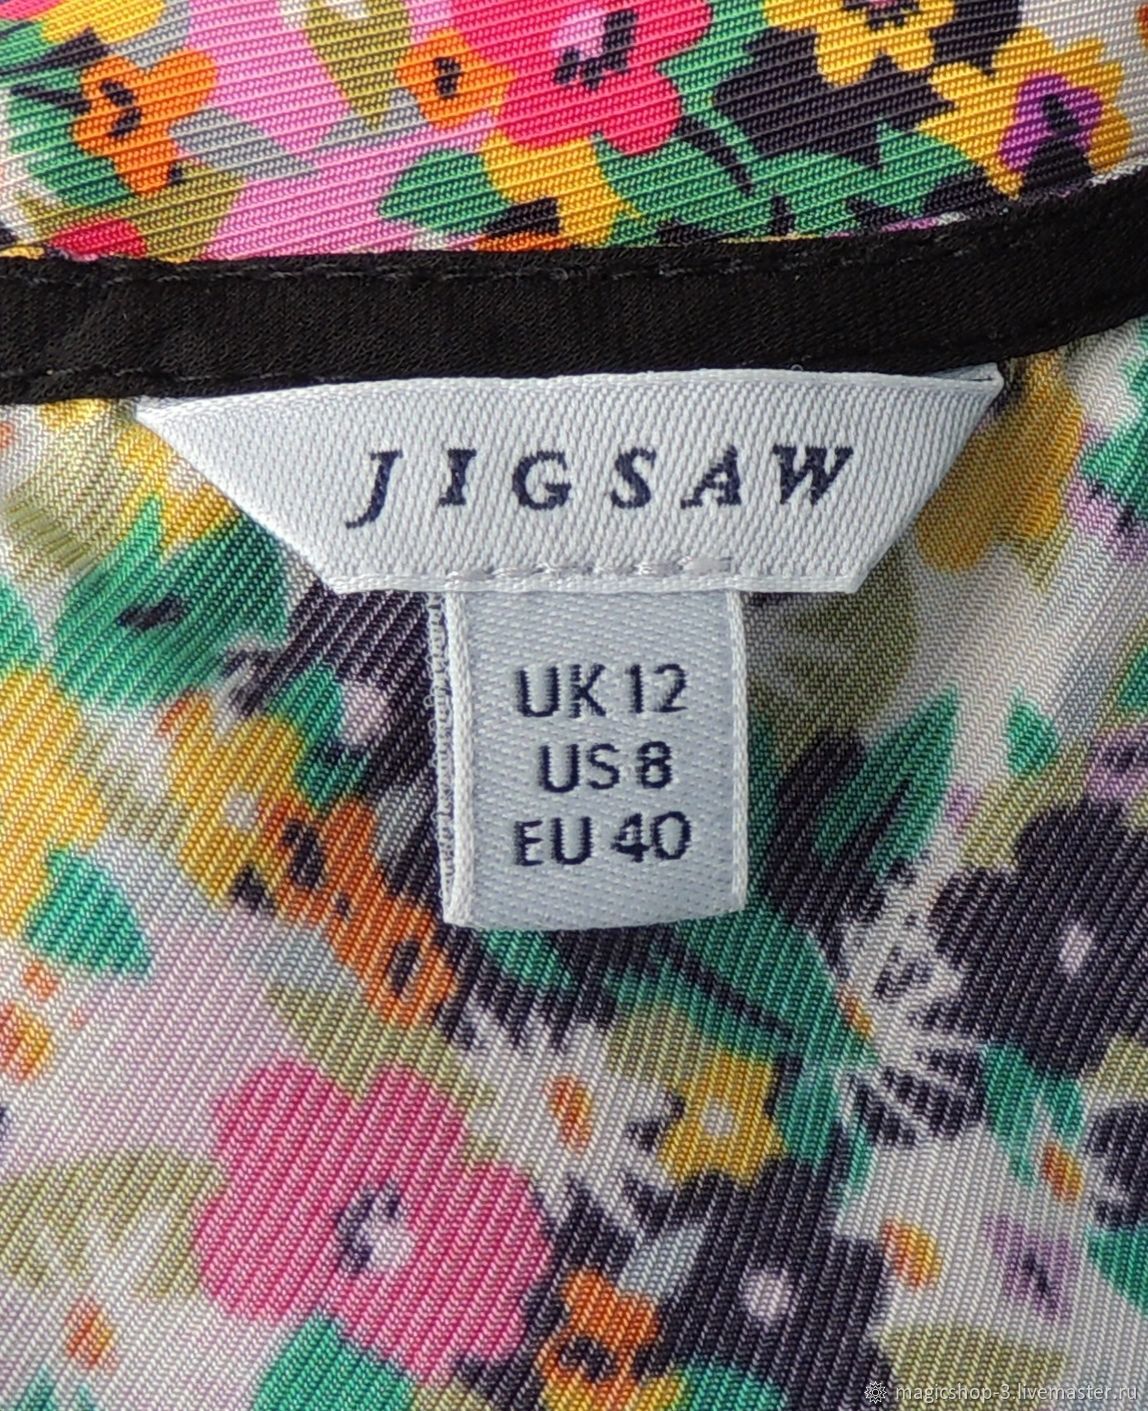 JIGSAW
UK 12
US 8
EU 40
magicshop-3.livemaster.ru